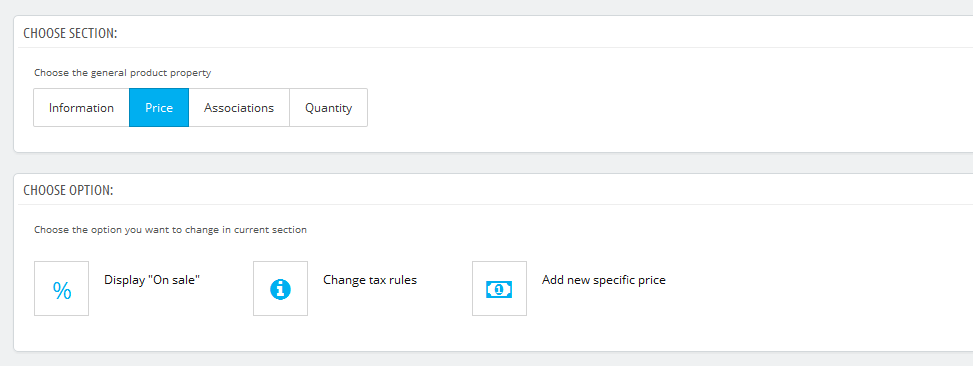 CHOOSE SECTION:
Choose the general product property
Information Price Associations Quantity
CHOOSE OPTION:
Choose the option you want to change in current section
% Display "On sale" Change tax rules 1 Add new specific price